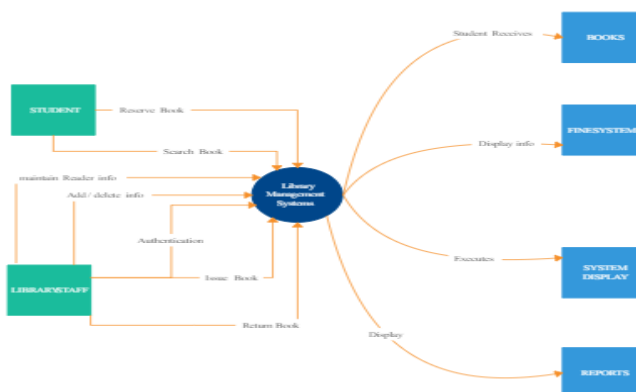 Student Receives
BOOKS
STUDENT
Reserve Book
FINESYSTEM
Display info
Search Book
maintain Reader info
Add / delete info
Library
Management
Systems
Authentication
LIBRARYSTAFF
Issue Book
Executes
SYSTEM
DISPLAY
Return Book
Display
REPORTS